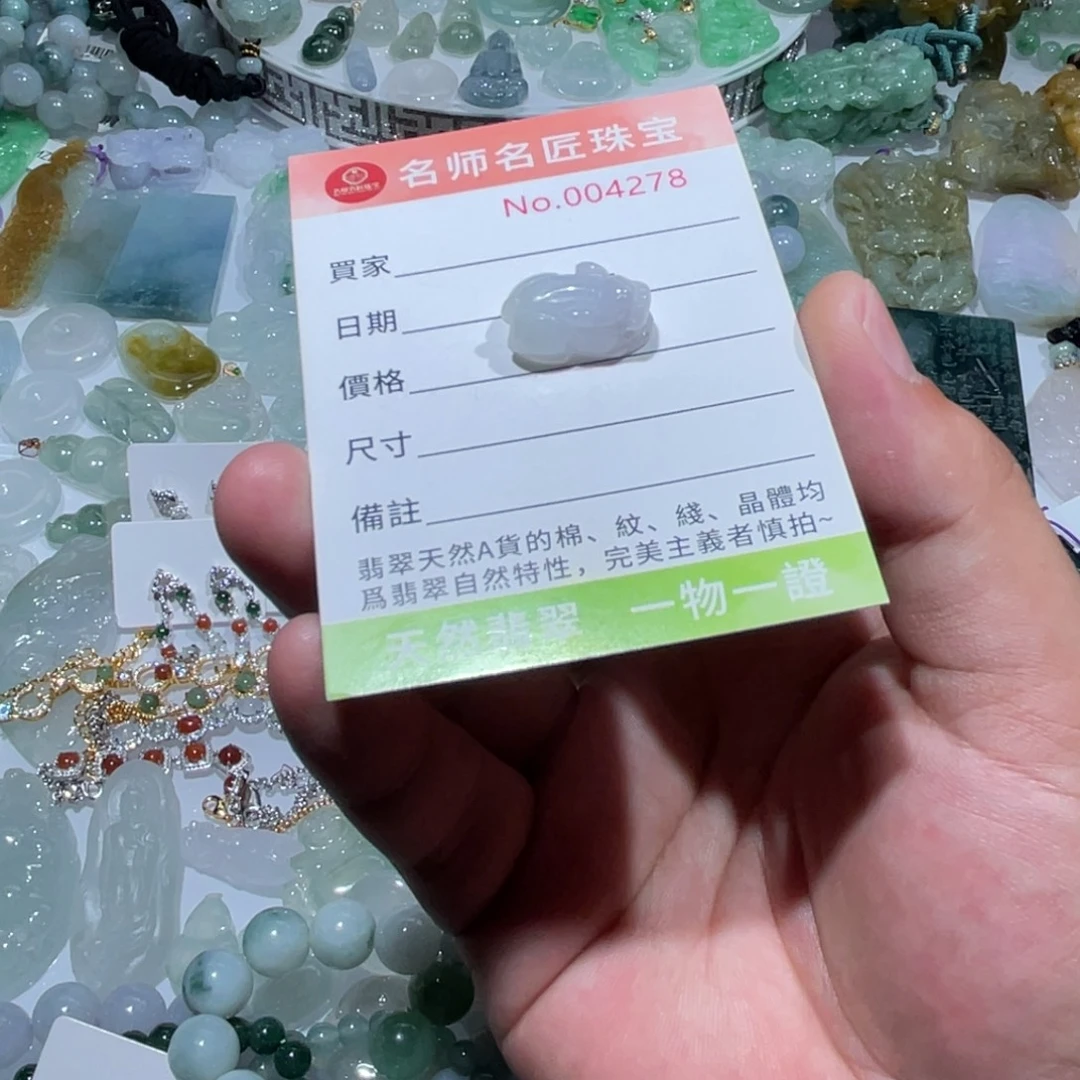 名师名匠珠宝
No.004278
買家
日期
價格
尺寸
備註
翡翠天然A貨的棉、紋、綫、晶體均
爲翡翠自然特性，完美主義者慎拍~
天然翡翠 一物一證